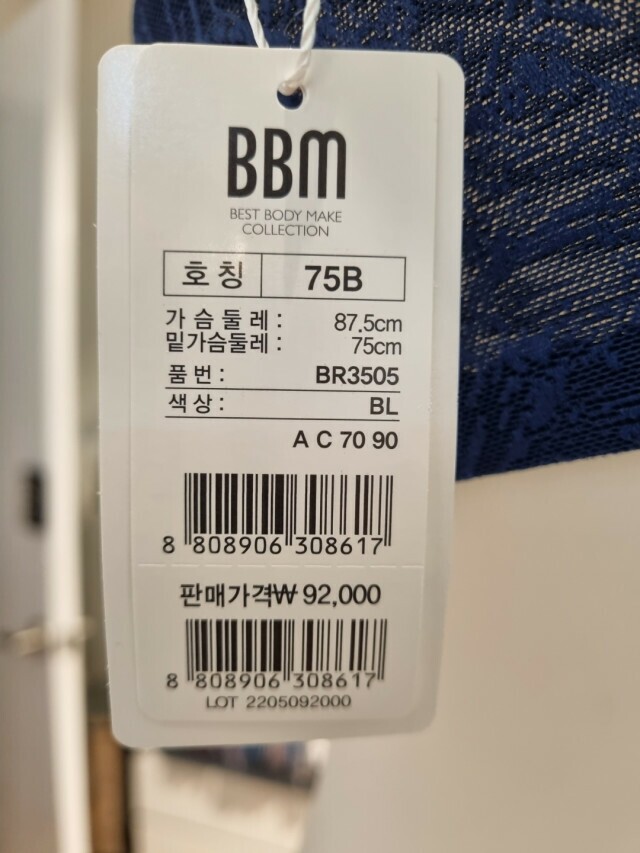 BBM
BEST BODY MAKE
COLLECTION
호칭 75B
가슴둘레 : 87.5cm
밑가슴둘레 : 75cm
품번 : BR3505
색상 : BL
A C 70 90
8 808906 308617
판매가격₩ 92,000
8 808906 308617
LOT 2205092000